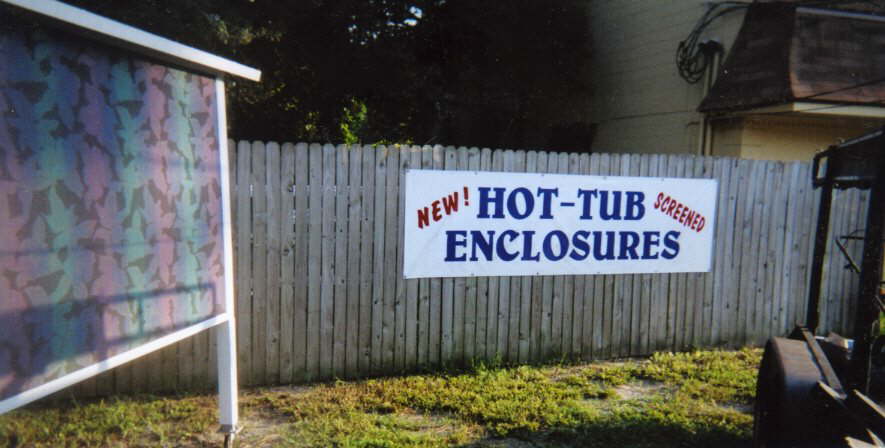 NEW! HOT-TUB SCREENED
ENCLOSURES